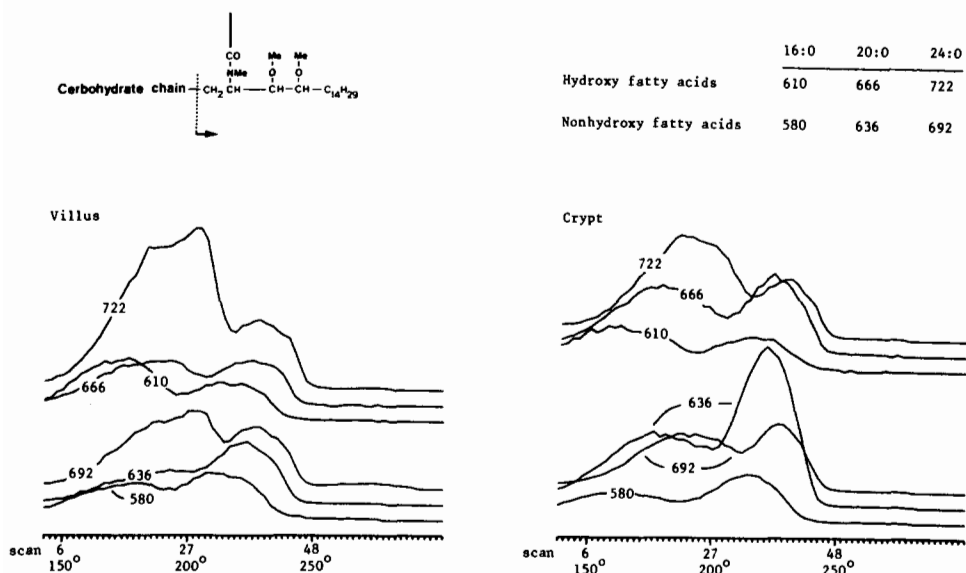 CO Me Me
NMe O O
Cerbohydrate chain CH2CH CH CH C14H29
16:0 20:0 24:0
Hydroxy fatty acids 610 666 722
Nonhydroxy fatty acids 580 636 692
Villus
722
666
610
692
636
580
scan 6 27 48
150° 200° 250°
Crypt
722
666
610
636
692
580
scan 6 27 48
150° 200° 250°